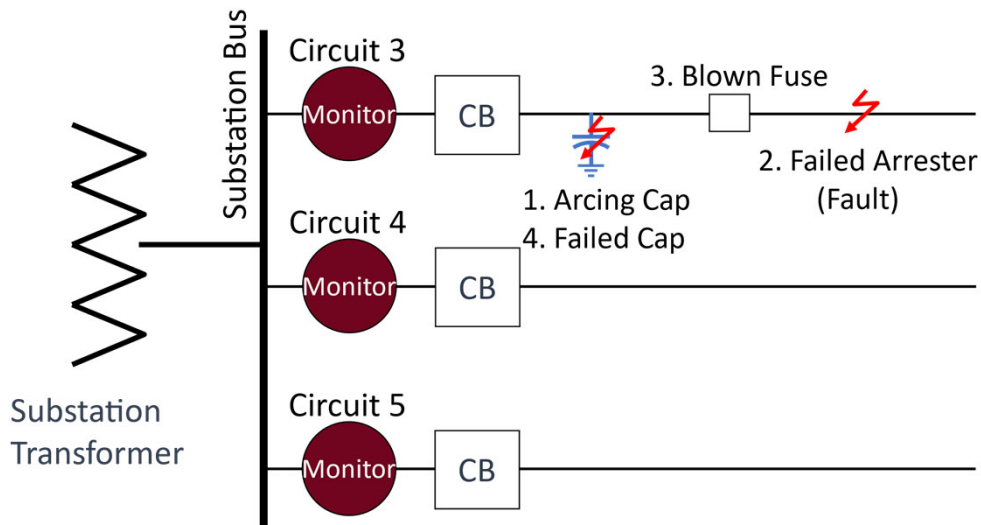 Substation Bus
Circuit 3
Monitor
CB
3. Blown Fuse
2. Failed Arrester
(Fault)
1. Arcing Cap
4. Failed Cap
Circuit 4
Monitor
CB
Substation
Transformer
Circuit 5
Monitor
CB